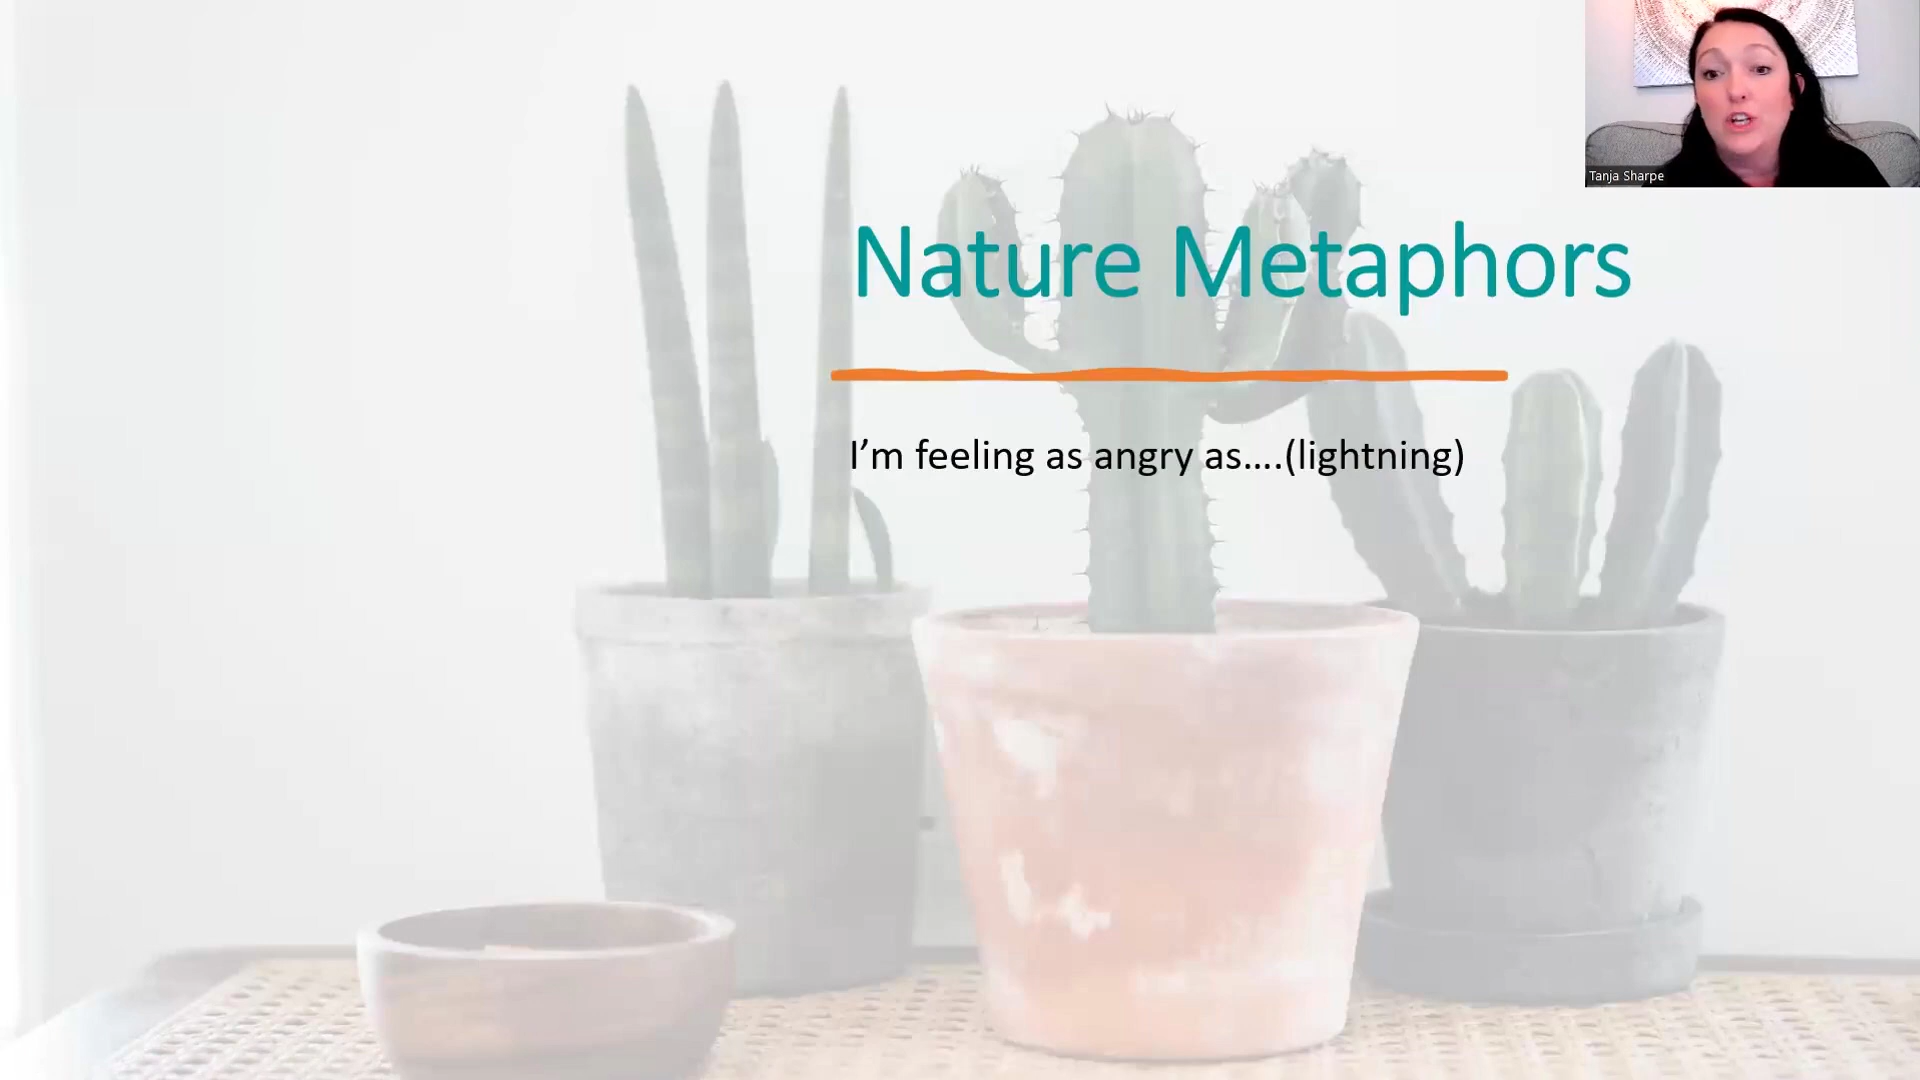 Tanja Sharpe
Nature Metaphors
I’m feeling as angry as….(lightning)